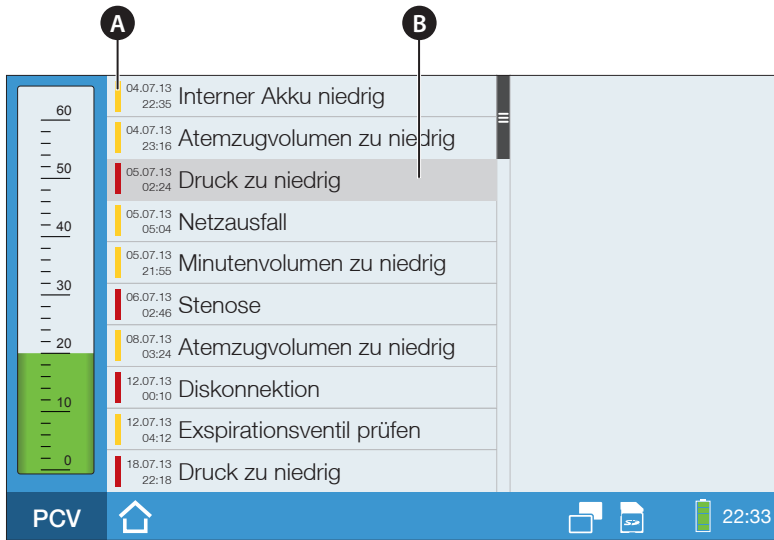 A
B
60
50
40
30
20
10
0
04.07.13
22:35
Interner Akku niedrig
04.07.13
23:16
Atemzugvolumen zu niedrig
05.07.13
02:24
Druck zu niedrig
05.07.13
05:04
Netzausfall
05.07.13
21:55
Minutenvolumen zu niedrig
06.07.13
02:46
Stenose
08.07.13
03:24
Atemzugvolumen zu niedrig
12.07.13
00:10
Diskonnektion
12.07.13
04:12
Exspirationsventil prüfen
18.07.13
22:18
Druck zu niedrig
PCV
SD
22:33